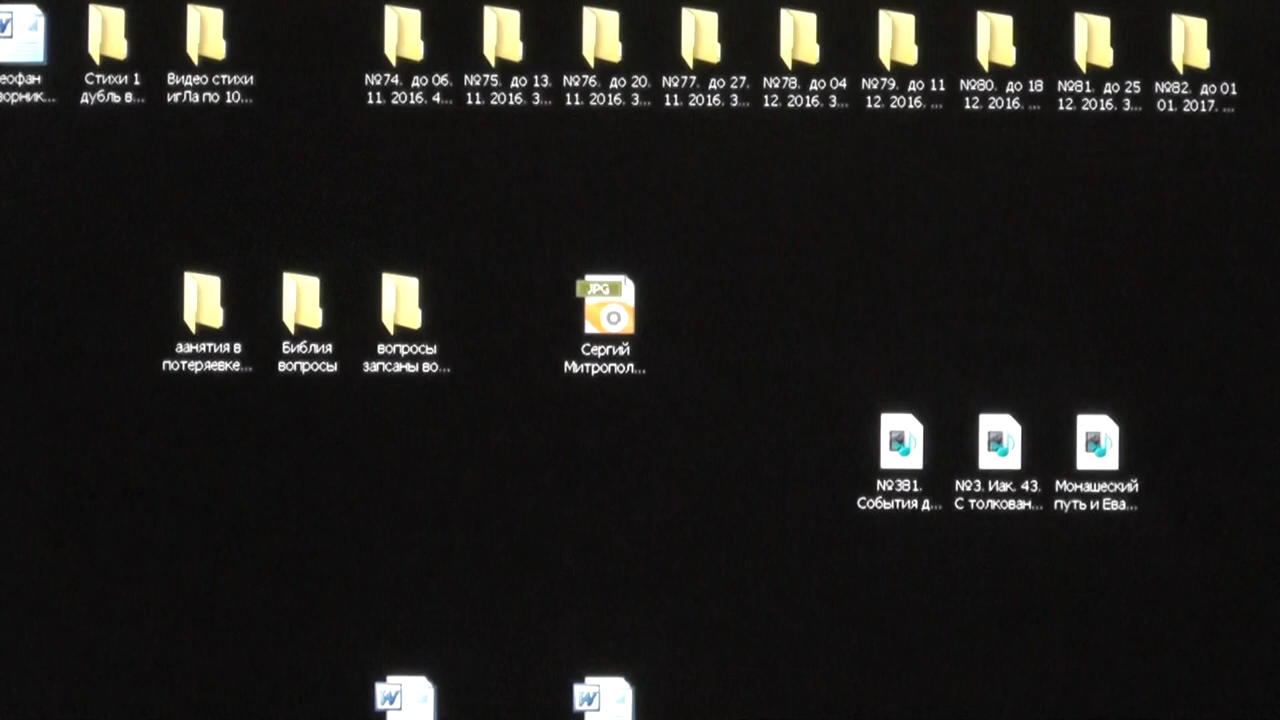 еофан
ворник...
Стихи 1
дубль в...
Видео стихи
игЛа по 10...
№74. до 06.
11. 2016. 4...
№75. до 13.
11. 2016. 3...
№76. до 20.
11. 2016. 3...
№77. до 27.
11. 2016. 3...
№78. до 04
12. 2016. 3...
№79. до 11
12. 2016. ...
№80. до 18
12. 2016. ...
№81. до 25
12. 2016. 3...
№82. до 01
01. 2017. ...
аанятия в
потеряевке...
Библия
вопросы
вопросы
запсаны во...
JPG
Сергий
Митропол...
№381.
События д...
№3. Иак. 43.
С толкован...
Монашеский
путь и Ева...